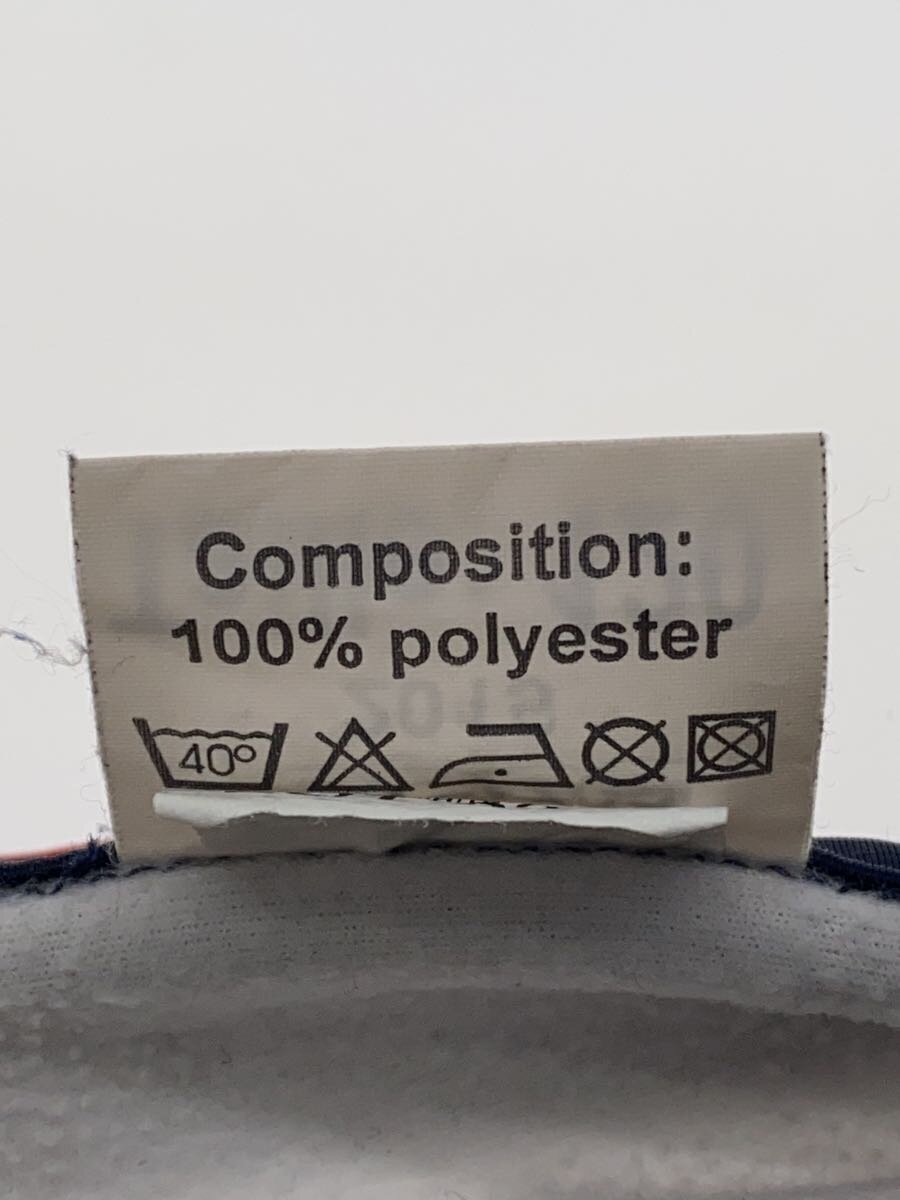 Composition:
100% polyester
40°